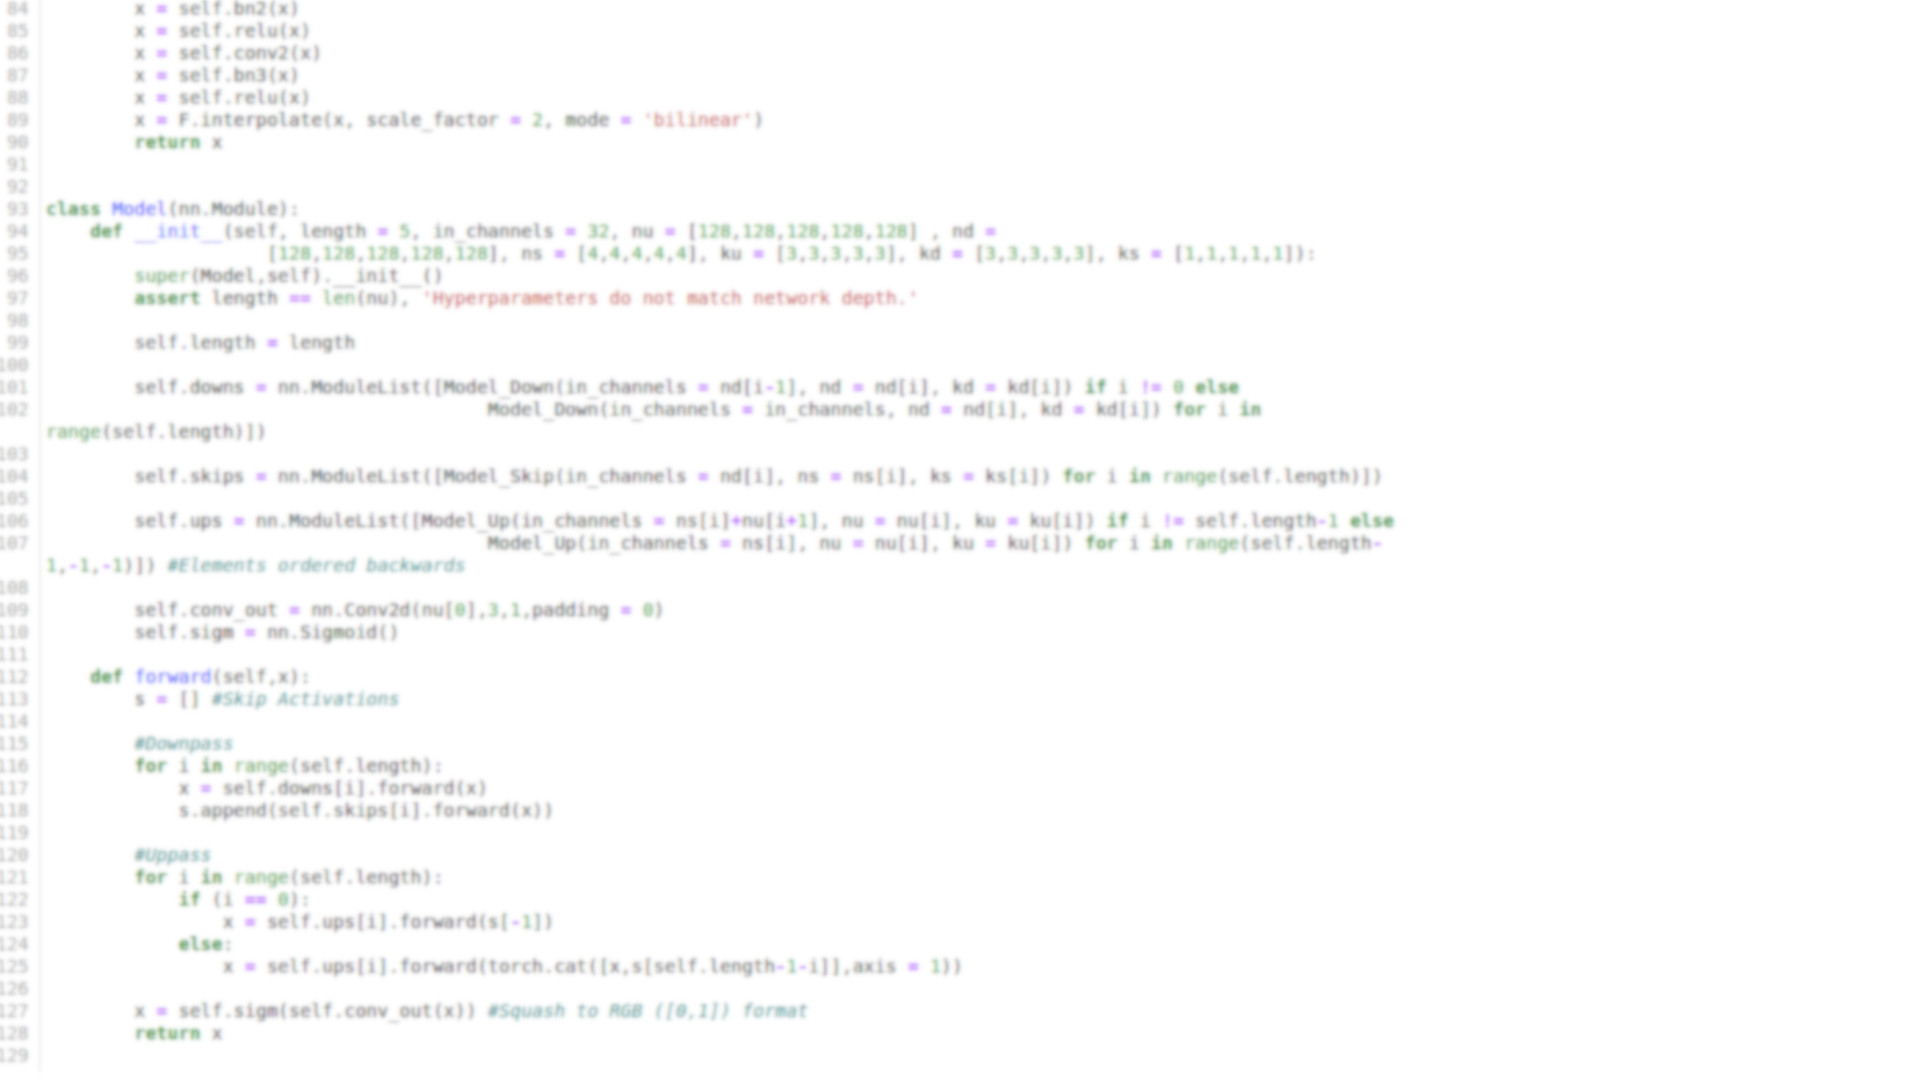 84         x = self.bn2(x)
85         x = self.relu(x)
86         x = self.conv2(x)
87         x = self.bn3(x)
88         x = self.relu(x)
89         x = F.interpolate(x, scale_factor = 2, mode = 'bilinear')
90         return x
91
92
93 class Model(nn.Module):
94     def __init__(self, length = 5, in_channels = 32, nu = [128,128,128,128,128] , nd =
95                     [128,128,128,128,128], ns = [4,4,4,4,4], ku = [3,3,3,3,3], kd = [3,3,3,3,3], ks = [1,1,1,1,1]):
96         super(Model,self).__init__()
97         assert length == len(nu), 'Hyperparameters do not match network depth.'
98
99         self.length = length
100
101         self.downs = nn.ModuleList([Model_Down(in_channels = nd[i-1], nd = nd[i], kd = kd[i]) if i != 0 else
102                                         Model_Down(in_channels = in_channels, nd = nd[i], kd = kd[i]) for i in
range(self.length)])
103
104         self.skips = nn.ModuleList([Model_Skip(in_channels = nd[i], ns = ns[i], ks = ks[i]) for i in range(self.length)])
105
106         self.ups = nn.ModuleList([Model_Up(in_channels = ns[i]+nu[i+1], nu = nu[i], ku = ku[i]) if i != self.length-1 else
107                                         Model_Up(in_channels = ns[i], nu = nu[i], ku = ku[i]) for i in range(self.length-
1,-1,-1)]) #Elements ordered backwards
108
109         self.conv_out = nn.Conv2d(nu[0],3,1,padding = 0)
110         self.sigm = nn.Sigmoid()
111
112     def forward(self,x):
113         s = [] #Skip Activations
114
115         #Downpass
116         for i in range(self.length):
117             x = self.downs[i].forward(x)
118             s.append(self.skips[i].forward(x))
119
120         #Uppass
121         for i in range(self.length):
122             if (i == 0):
123                 x = self.ups[i].forward(s[-1])
124             else:
125                 x = self.ups[i].forward(torch.cat([x,s[self.length-1-i]],axis = 1))
126
127         x = self.sigm(self.conv_out(x)) #Squash to RGB ([0,1]) format
128         return x
129